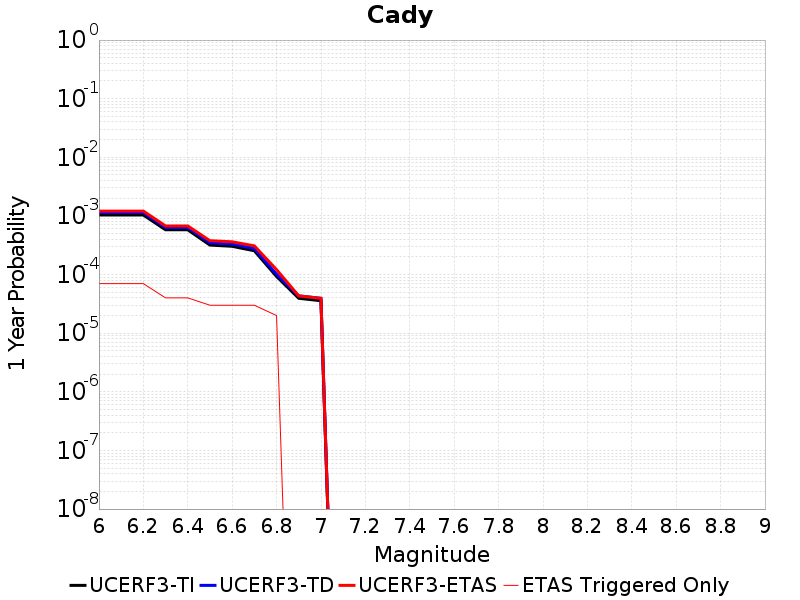 Cady
10^0
10^-1
10^-2
10^-3
10^-4
10^-5
10^-6
10^-7
10^-8
1 Year Probability
6 6.2 6.4 6.6 6.8 7 7.2 7.4 7.6 7.8 8 8.2 8.4 8.6 8.8 9
Magnitude
UCERF3-TI UCERF3-TD UCERF3-ETAS ETAS Triggered Only